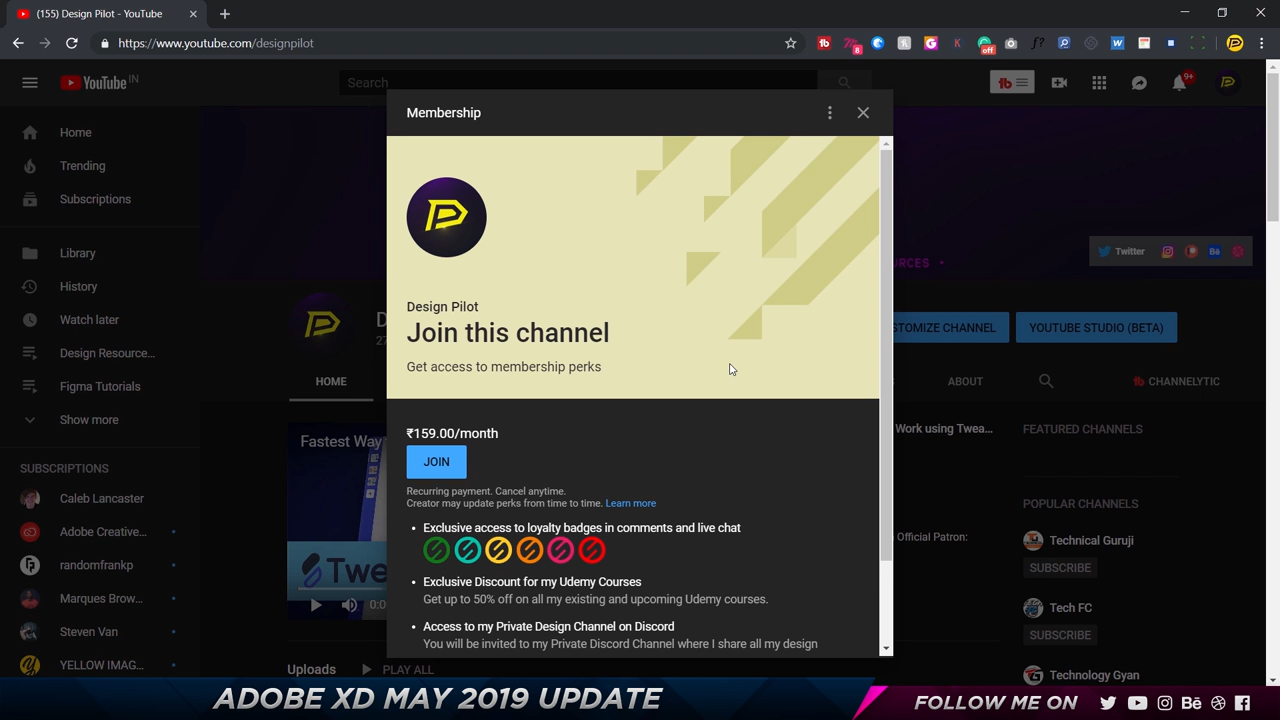 (155) Design Pilot - YouTube
https://www.youtube.com/designpilot
8
off
f?
YouTube IN
Search
9+
Membership
Home
Trending
Subscriptions
Library
History
Watch later
Design Resource...
Figma Tutorials
Show more
SUBSCRIPTIONS
Caleb Lancaster
Adobe Creative...
randomfrankp
Marques Brow...
Steven Van
YELLOW IMAG...
Design Pilot
Join this channel
Get access to membership perks
₹159.00/month
JOIN
Recurring payment. Cancel anytime.
Creator may update perks from time to time. Learn more
Exclusive access to loyalty badges in comments and live chat
Exclusive Discount for my Udemy Courses
Get up to 50% off on all my existing and upcoming Udemy courses.
Access to my Private Design Channel on Discord
You will be invited to my Private Discord Channel where I share all my design
Twitter
STOMIZE CHANNEL
YOUTUBE STUDIO (BETA)
HOME
ABOUT
CHANNELYTIC
Fastest Way
Twe
0:0
Work using Twea...
Official Patron:
FEATURED CHANNELS
POPULAR CHANNELS
Technical Guruji
SUBSCRIBE
Tech FC
SUBSCRIBE
Technology Gyan
Uploads
PLAY ALL
ADOBE XD MAY 2019 UPDATE
FOLLOW ME ON